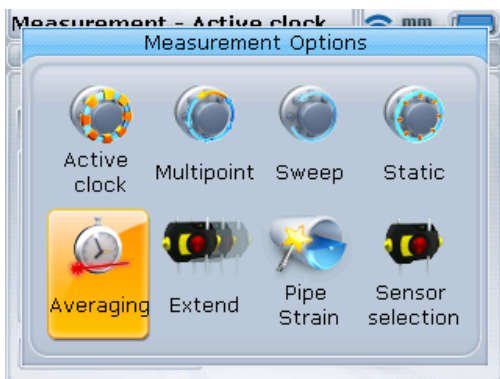 Measurement - Active clock mm
Measurement Options
Active
clock
Multipoint
Sweep
Static
Averaging
Extend
Pipe
Strain
Sensor
selection